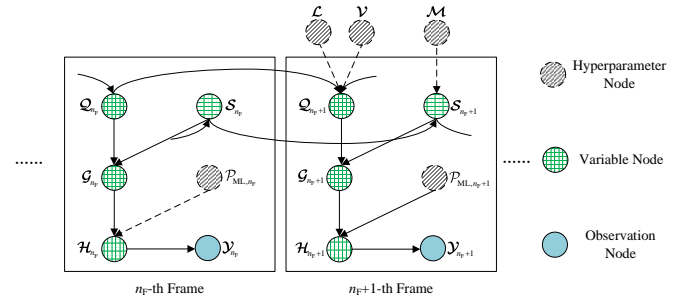 ℒ 𝒱 ℳ
Hyperparameter
Node
𝒬_{n_F} 𝒮_{n_F} 𝒬_{n_F+1} 𝒮_{n_F+1}
...... ......
Variable Node
𝒢_{n_F} 𝒫_{ML,n_F} 𝒢_{n_F+1} 𝒫_{ML,n_F+1}
Observation
Node
ℋ_{n_F} 𝒴_{n_F} ℋ_{n_F+1} 𝒴_{n_F+1}
n_F-th Frame n_F+1-th Frame